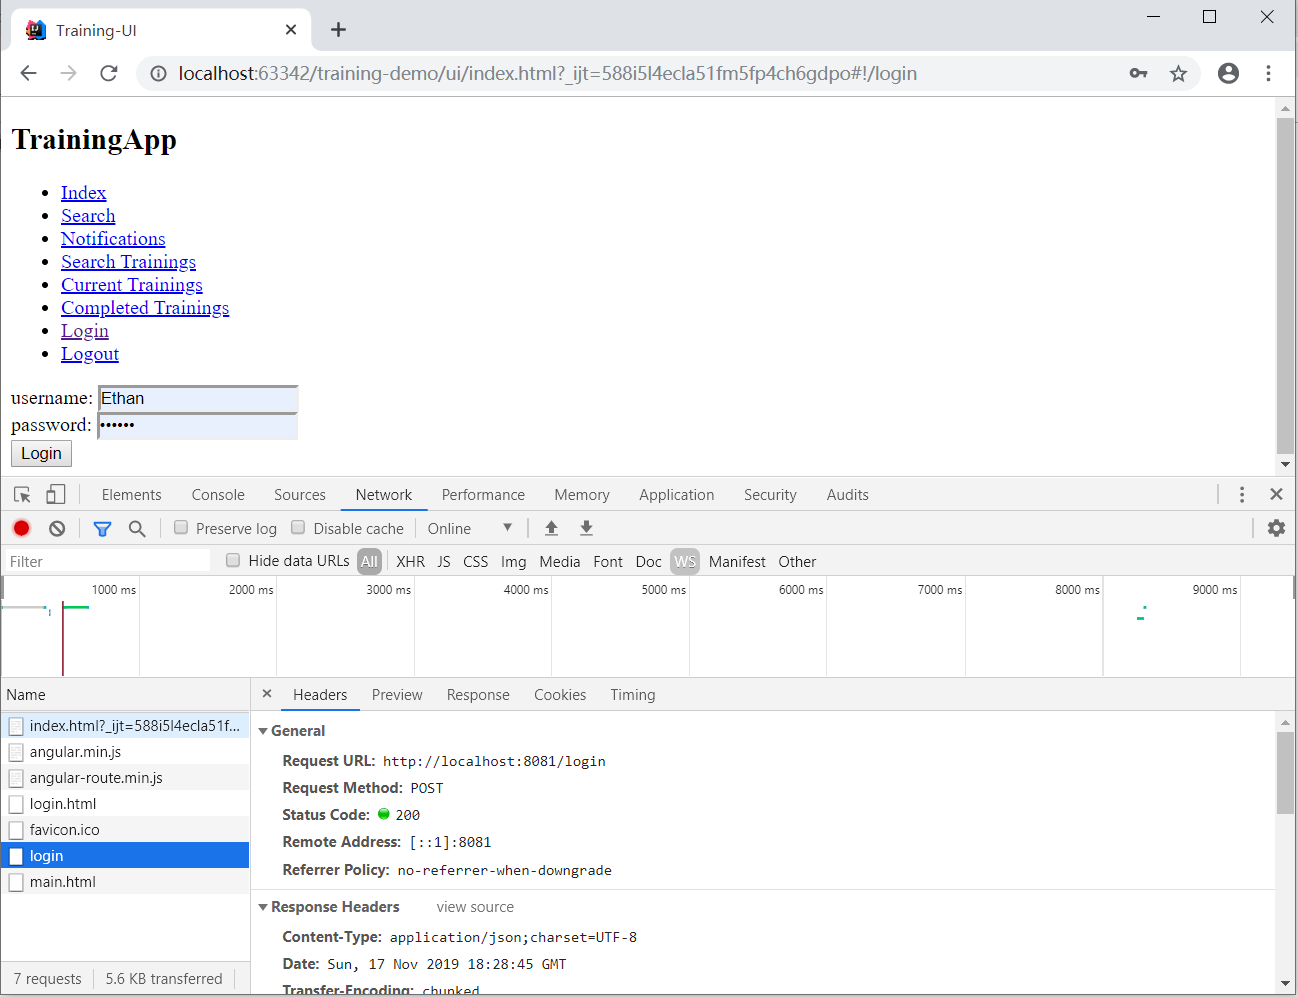 Training-UI
localhost:63342/training-demo/ui/index.html?_ijt=588i5l4ecla51fm5fp4ch6gdpo#!/login
TrainingApp
Index
Search
Notifications
Search Trainings
Current Trainings
Completed Trainings
Login
Logout
username: Ethan
password: ••••••
Login
Elements Console Sources Network Performance Memory Application Security Audits
Preserve log Disable cache Online
Filter Hide data URLs All XHR JS CSS Img Media Font Doc WS Manifest Other
1000 ms 2000 ms 3000 ms 4000 ms 5000 ms 6000 ms 7000 ms 8000 ms 9000 ms
Name
Headers Preview Response Cookies Timing
index.html?_ijt=588i5l4ecla51f...
angular.min.js
angular-route.min.js
login.html
favicon.ico
login
main.html
General
Request URL: http://localhost:8081/login
Request Method: POST
Status Code: 200
Remote Address: [::1]:8081
Referrer Policy: no-referrer-when-downgrade
Response Headers view source
Content-Type: application/json;charset=UTF-8
Date: Sun, 17 Nov 2019 18:28:45 GMT
Transfer-Encoding: chunked
7 requests 5.6 KB transferred